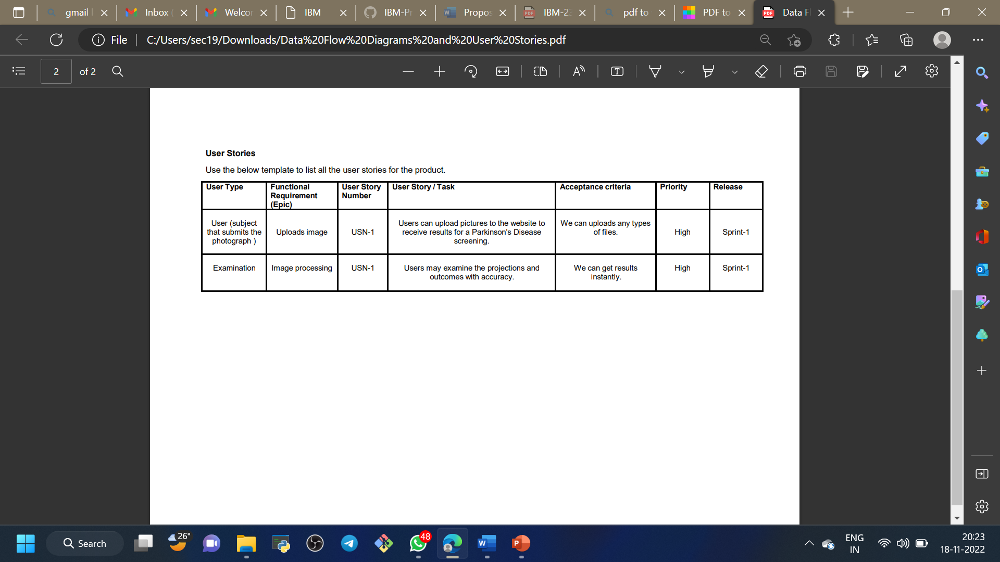 gmail
Inbox (
Welcor
IBM
IBM-Pr
Propos
IBM-23
pdf to
PDF to
Data Fl
File
C:/Users/sec19/Downloads/Data%20Flow%20Diagrams%20and%20User%20Stories.pdf
2 of 2
User Stories
Use the below template to list all the user stories for the product.
User Type
Functional
Requirement
(Epic)
User Story
Number
User Story / Task
Acceptance criteria
Priority
Release
User (subject
that submits the
photograph )
Uploads image
USN-1
Users can upload pictures to the website to
receive results for a Parkinson's Disease
screening.
We can uploads any types
of files.
High
Sprint-1
Examination
Image processing
USN-1
Users may examine the projections and
outcomes with accuracy.
We can get results
instantly.
High
Sprint-1
Search
26°
48
ENG
IN
20:23
18-11-2022